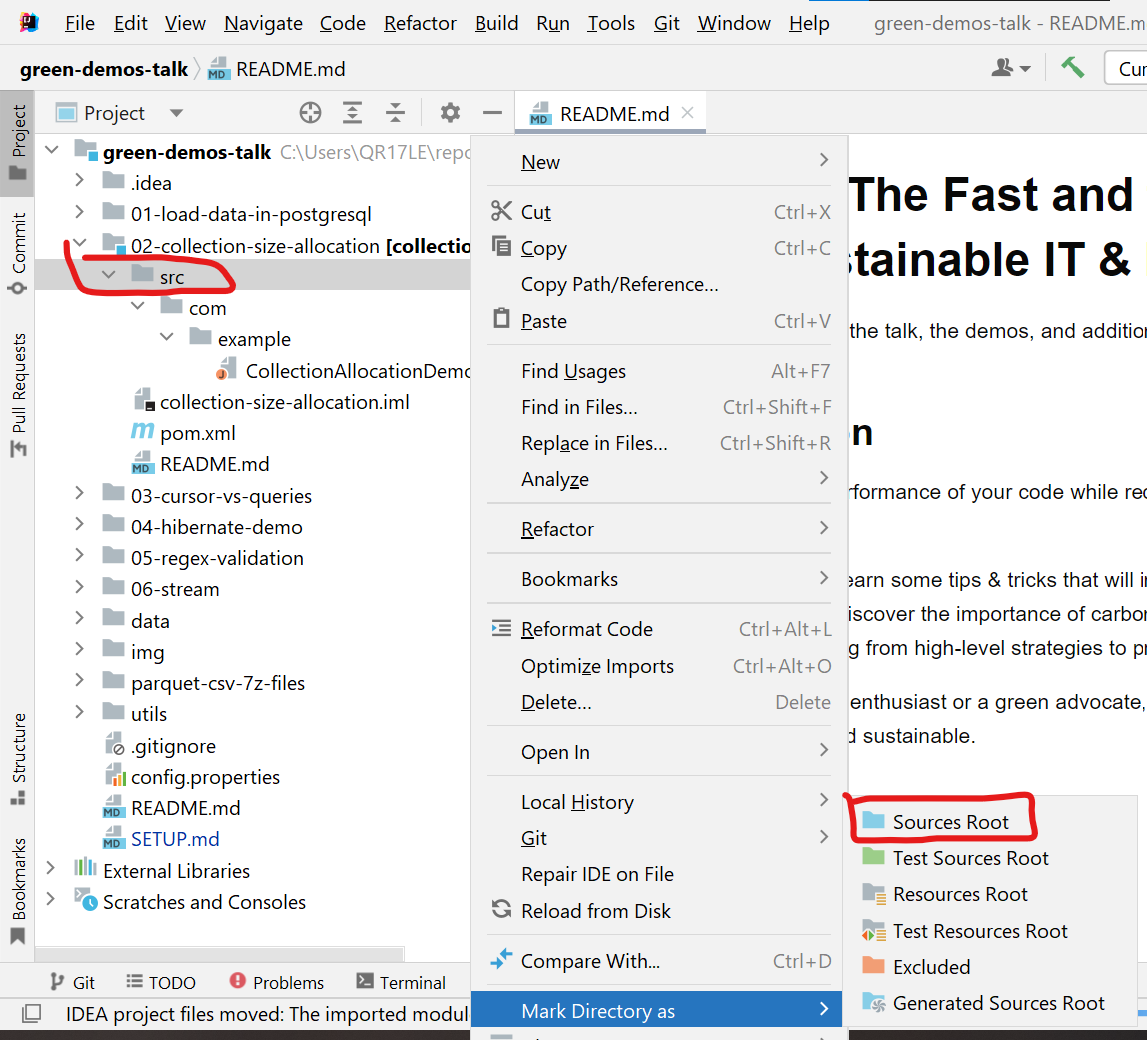 File Edit View Navigate Code Refactor Build Run Tools Git Window Help green-demos-talk - README.m
green-demos-talk README.md Cur
Project README.md
Project
Commit
Pull Requests
Structure
Bookmarks
green-demos-talk C:\Users\QR17LE\repo
.idea
01-load-data-in-postgresql
02-collection-size-allocation [collectio
src
com
example
CollectionAllocationDemo
collection-size-allocation.iml
pom.xml
README.md
03-cursor-vs-queries
04-hibernate-demo
05-regex-validation
06-stream
data
img
parquet-csv-7z-files
utils
.gitignore
config.properties
README.md
SETUP.md
External Libraries
Scratches and Consoles
New
Cut Ctrl+X
Copy Ctrl+C
Copy Path/Reference...
Paste Ctrl+V
Find Usages Alt+F7
Find in Files... Ctrl+Shift+F
Replace in Files... Ctrl+Shift+R
Analyze
Refactor
Bookmarks
Reformat Code Ctrl+Alt+L
Optimize Imports Ctrl+Alt+O
Delete... Delete
Open In
Local History
Git
Repair IDE on File
Reload from Disk
Compare With... Ctrl+D
Mark Directory as
The Fast and
stainable IT &
the talk, the demos, and addition
n
rformance of your code while rec
earn some tips & tricks that will i
iscover the importance of carbon
g from high-level strategies to pr
enthusiast or a green advocate,
d sustainable.
Sources Root
Test Sources Root
Resources Root
Test Resources Root
Excluded
Generated Sources Root
Git TODO Problems Terminal
IDEA project files moved: The imported modul